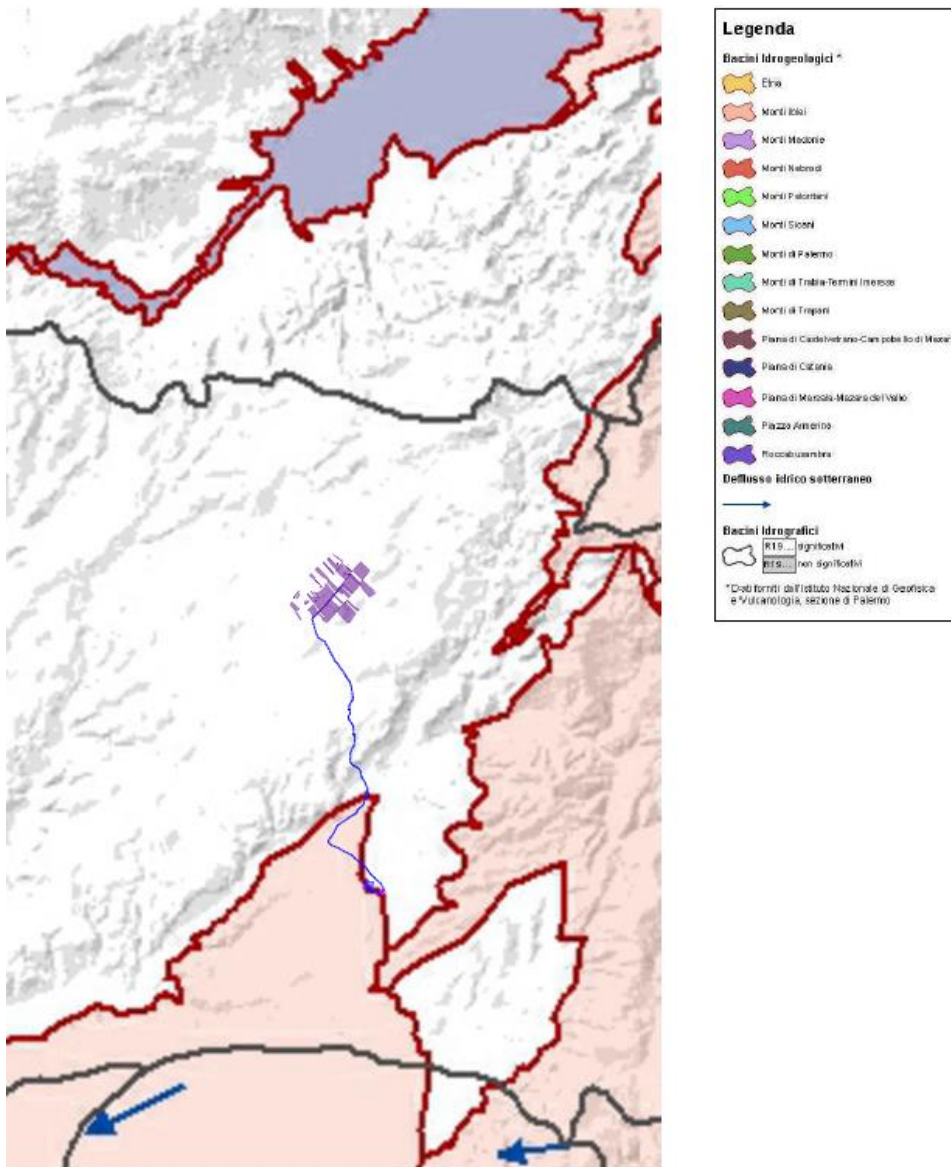 Legenda
Bacini Idrogeologici *
Etna
Monti Iblei
Monti Madonie
Monti Nebrodi
Monti Peloritani
Monti Sicani
Monti di Palermo
Monti di Trabia-Termini Imerese
Monti di Trapani
Piana di Castelvetrano-Campobello di Mazar
Piana di Catania
Piana di Marsala-Mazara del Vallo
Piazza Armerina
Roccabusambra
Deflusso idrico sotterraneo
Bacini Idrografici
R19... significativi
R19... non significativi
*Dati forniti dall'Istituto Nazionale di Geofisica
e Vulcanologia, sezione di Palermo